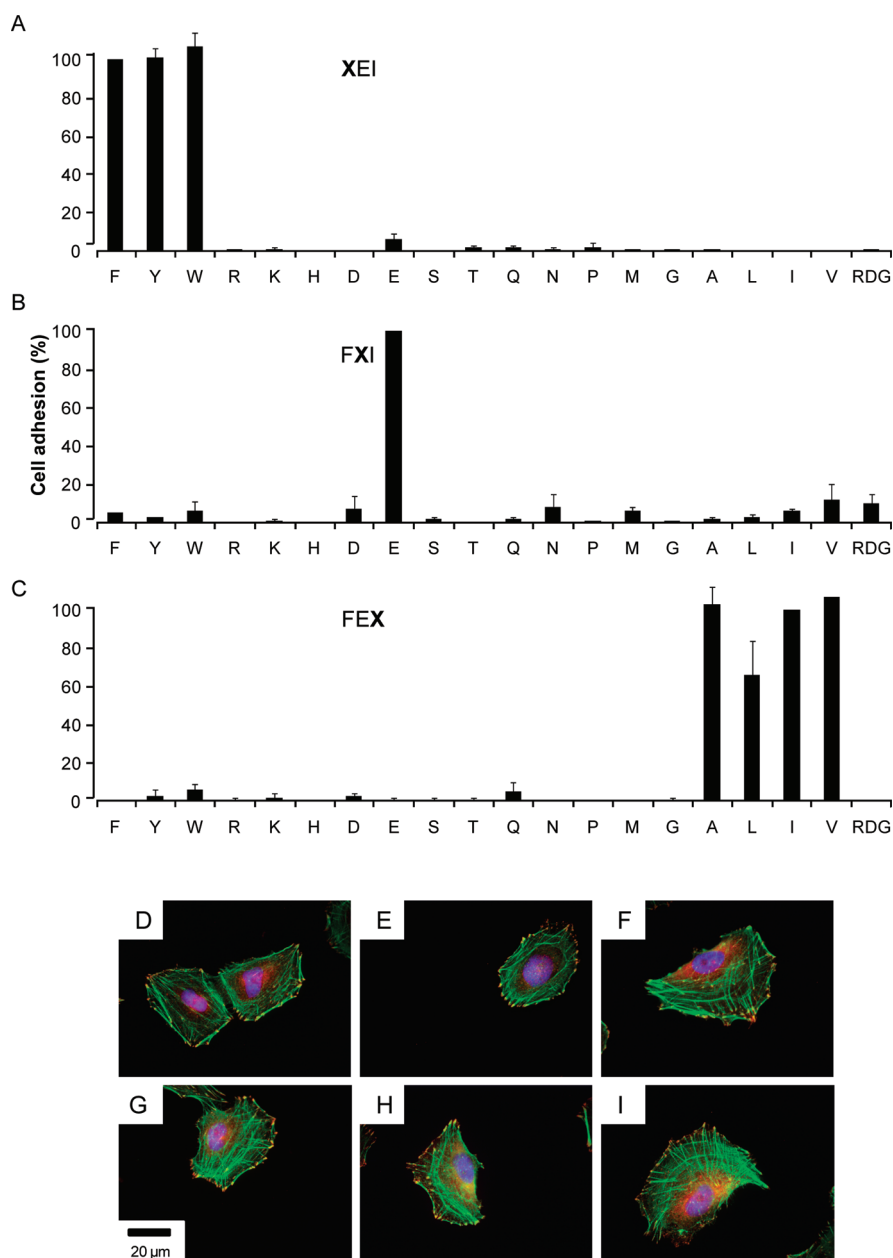 A
XEI
100
80
60
40
20
0
F Y W R K H D E S T Q N P M G A L I V RDG
B
FXI
Cell adhesion (%)
100
80
60
40
20
0
F Y W R K H D E S T Q N P M G A L I V RDG
C
FEX
100
80
60
40
20
0
F Y W R K H D E S T Q N P M G A L I V RDG
D E F
G H I
20 µm